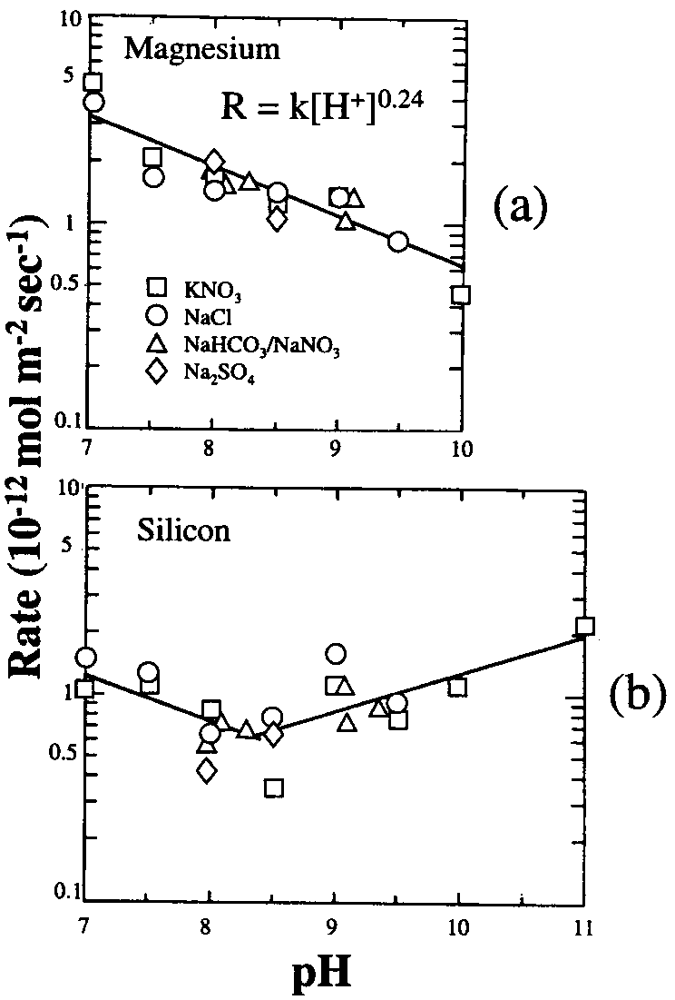 10
Magnesium
5
R = k[H⁺]⁰·²⁴
(a)
1
0.5
KNO₃
NaCl
NaHCO₃/NaNO₃
Na₂SO₄
0.1
7 8 9 10
Rate (10⁻¹² mol m⁻² sec⁻¹)
10
Silicon
5
(b)
1
0.5
0.1
7 8 9 10 11
pH